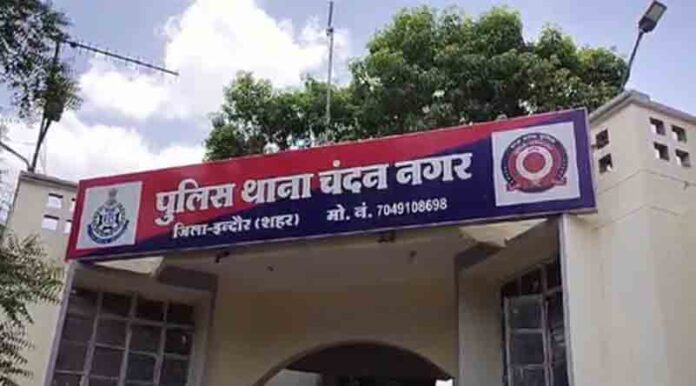 पुलिस थाना चंदन नगर
जिला-इन्दौर (शहर) मो. नं. 7049108698